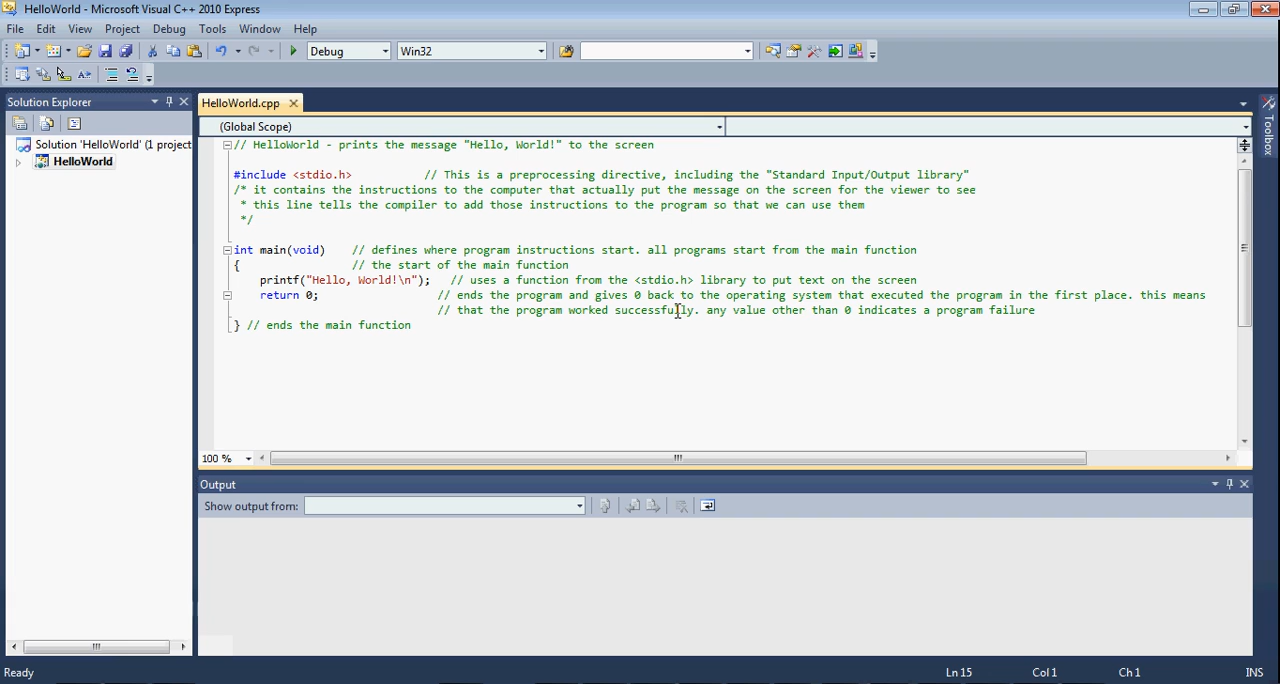 HelloWorld - Microsoft Visual C++ 2010 Express
File Edit View Project Debug Tools Window Help
Debug Win32
Solution Explorer
HelloWorld.cpp
Toolbox
(Global Scope)
Solution 'HelloWorld' (1 project
HelloWorld
// HelloWorld - prints the message "Hello, World!" to the screen
#include <stdio.h> // This is a preprocessing directive, including the "Standard Input/Output library"
/* it contains the instructions to the computer that actually put the message on the screen for the viewer to see
* this line tells the compiler to add those instructions to the program so that we can use them
*/
int main(void) // defines where program instructions start. all programs start from the main function
{ // the start of the main function
printf("Hello, World!\n"); // uses a function from the <stdio.h> library to put text on the screen
return 0; // ends the program and gives 0 back to the operating system that executed the program in the first place. this means
// that the program worked successfully. any value other than 0 indicates a program failure
} // ends the main function
100 %
Output
Show output from:
Ready Ln 15 Col 1 Ch 1 INS